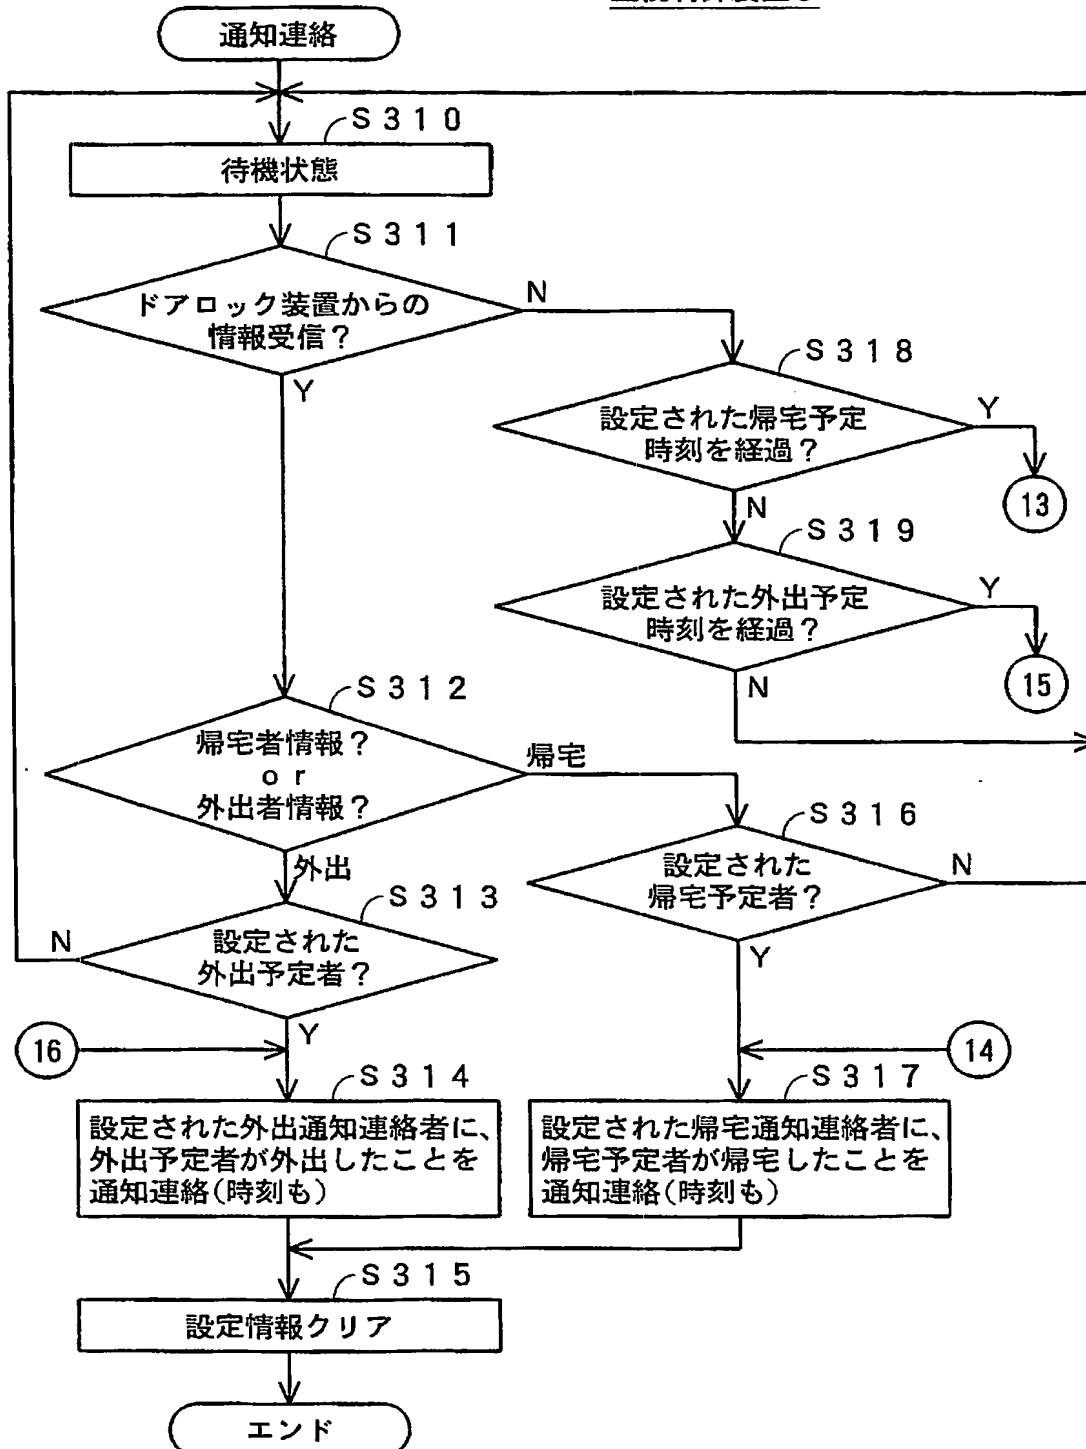 通知連絡
S310
待機状態
S311
ドアロック装置からの
情報受信?
N
Y
S318
設定された帰宅予定
時刻を経過?
Y
13
N
S319
設定された外出予定
時刻を経過?
Y
15
N
S312
帰宅者情報?
or
外出者情報?
帰宅
外出
S316
設定された
帰宅予定者?
N
Y
S313
設定された
外出予定者?
N
Y
16
14
S314
設定された外出通知連絡者に、
外出予定者が外出したことを
通知連絡(時刻も)
S317
設定された帰宅通知連絡者に、
帰宅予定者が帰宅したことを
通知連絡(時刻も)
S315
設定情報クリア
エンド